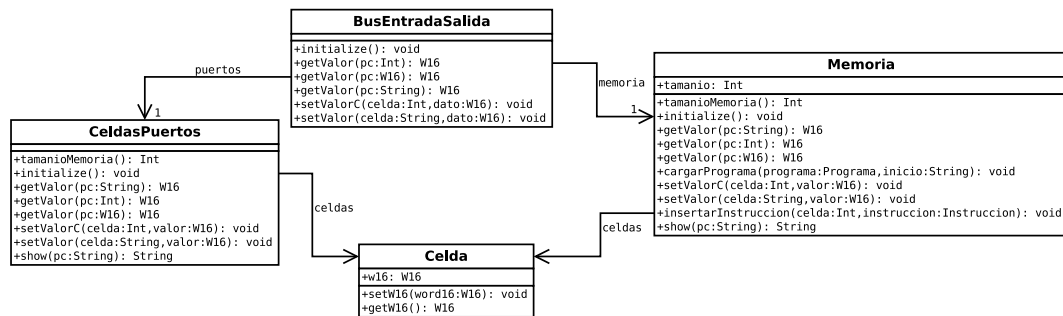 BusEntradaSalida
+initialize(): void
+getValor(pc:Int): W16
+getValor(pc:W16): W16
+getValor(pc:String): W16
+setValorC(celda:Int,dato:W16): void
+setValor(celda:String,dato:W16): void
puertos
1
memoria
1
Memoria
+tamanio: Int
+tamanioMemoria(): Int
+initialize(): void
+getValor(pc:String): W16
+getValor(pc:Int): W16
+getValor(pc:W16): W16
+cargarPrograma(programa:Programa,inicio:String): void
+setValorC(celda:Int,valor:W16): void
+setValor(celda:String,valor:W16): void
+insertarInstruccion(celda:Int,instruccion:Instruccion): void
+show(pc:String): String
CeldasPuertos
+tamanioMemoria(): Int
+initialize(): void
+getValor(pc:String): W16
+getValor(pc:Int): W16
+getValor(pc:W16): W16
+setValorC(celda:Int,valor:W16): void
+setValor(celda:String,valor:W16): void
+show(pc:String): String
celdas
celdas
Celda
+w16: W16
+setW16(word16:W16): void
+getW16(): W16